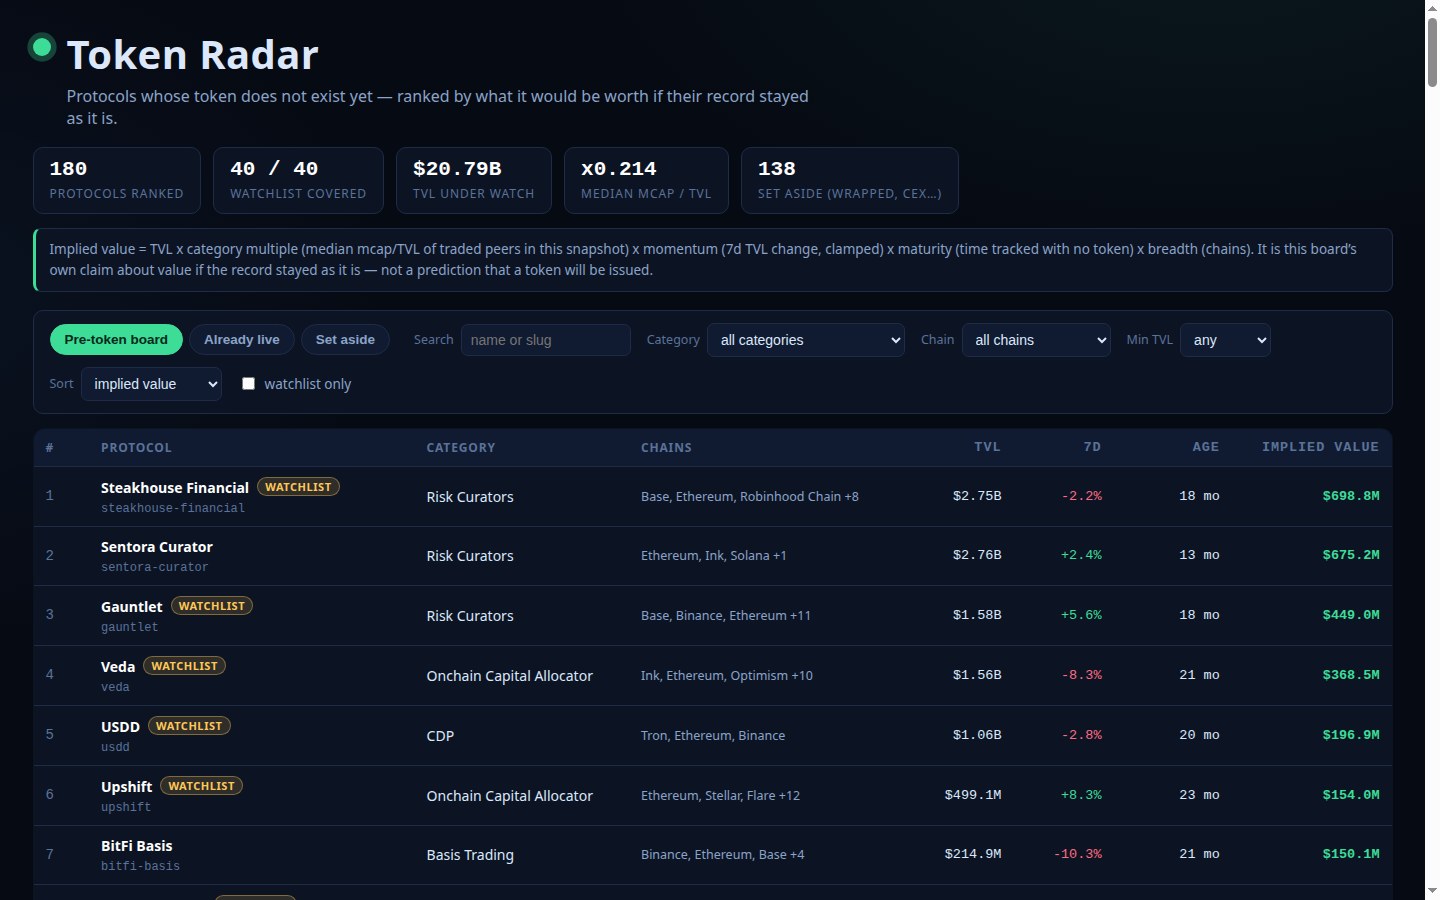 Token Radar
Protocols whose token does not exist yet — ranked by what it would be worth if their record stayed
as it is.
180
PROTOCOLS RANKED
40 / 40
WATCHLIST COVERED
$20.79B
TVL UNDER WATCH
x0.214
MEDIAN MCAP / TVL
138
SET ASIDE (WRAPPED, CEX…)
Implied value = TVL x category multiple (median mcap/TVL of traded peers in this snapshot) x momentum (7d TVL change, clamped) x maturity (time tracked with no token) x breadth (chains). It is this board's
own claim about value if the record stayed as it is — not a prediction that a token will be issued.
Pre-token board Already live Set aside Search name or slug Category all categories Chain all chains Min TVL any
Sort implied value watchlist only
# PROTOCOL CATEGORY CHAINS TVL 7D AGE IMPLIED VALUE
1 Steakhouse Financial WATCHLIST Risk Curators Base, Ethereum, Robinhood Chain +8 $2.75B -2.2% 18 mo $698.8M
steakhouse-financial
2 Sentora Curator Risk Curators Ethereum, Ink, Solana +1 $2.76B +2.4% 13 mo $675.2M
sentora-curator
3 Gauntlet WATCHLIST Risk Curators Base, Binance, Ethereum +11 $1.58B +5.6% 18 mo $449.0M
gauntlet
4 Veda WATCHLIST Onchain Capital Allocator Ink, Ethereum, Optimism +10 $1.56B -8.3% 21 mo $368.5M
veda
5 USDD WATCHLIST CDP Tron, Ethereum, Binance $1.06B -2.8% 20 mo $196.9M
usdd
6 Upshift WATCHLIST Onchain Capital Allocator Ethereum, Stellar, Flare +12 $499.1M +8.3% 23 mo $154.0M
upshift
7 BitFi Basis Basis Trading Binance, Ethereum, Base +4 $214.9M -10.3% 21 mo $150.1M
bitfi-basis